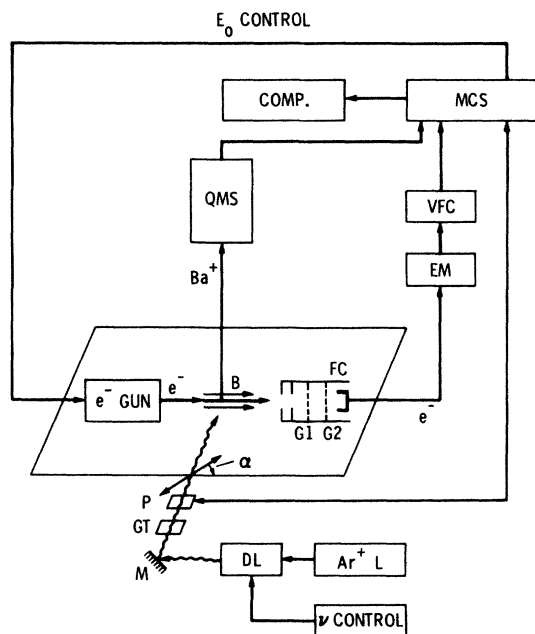 E₀ CONTROL
COMP.
MCS
QMS
VFC
EM
Ba⁺
e⁻ GUN
e⁻
B
FC
G1 G2
e⁻
α
P
GT
M
DL
Ar⁺ L
ν CONTROL